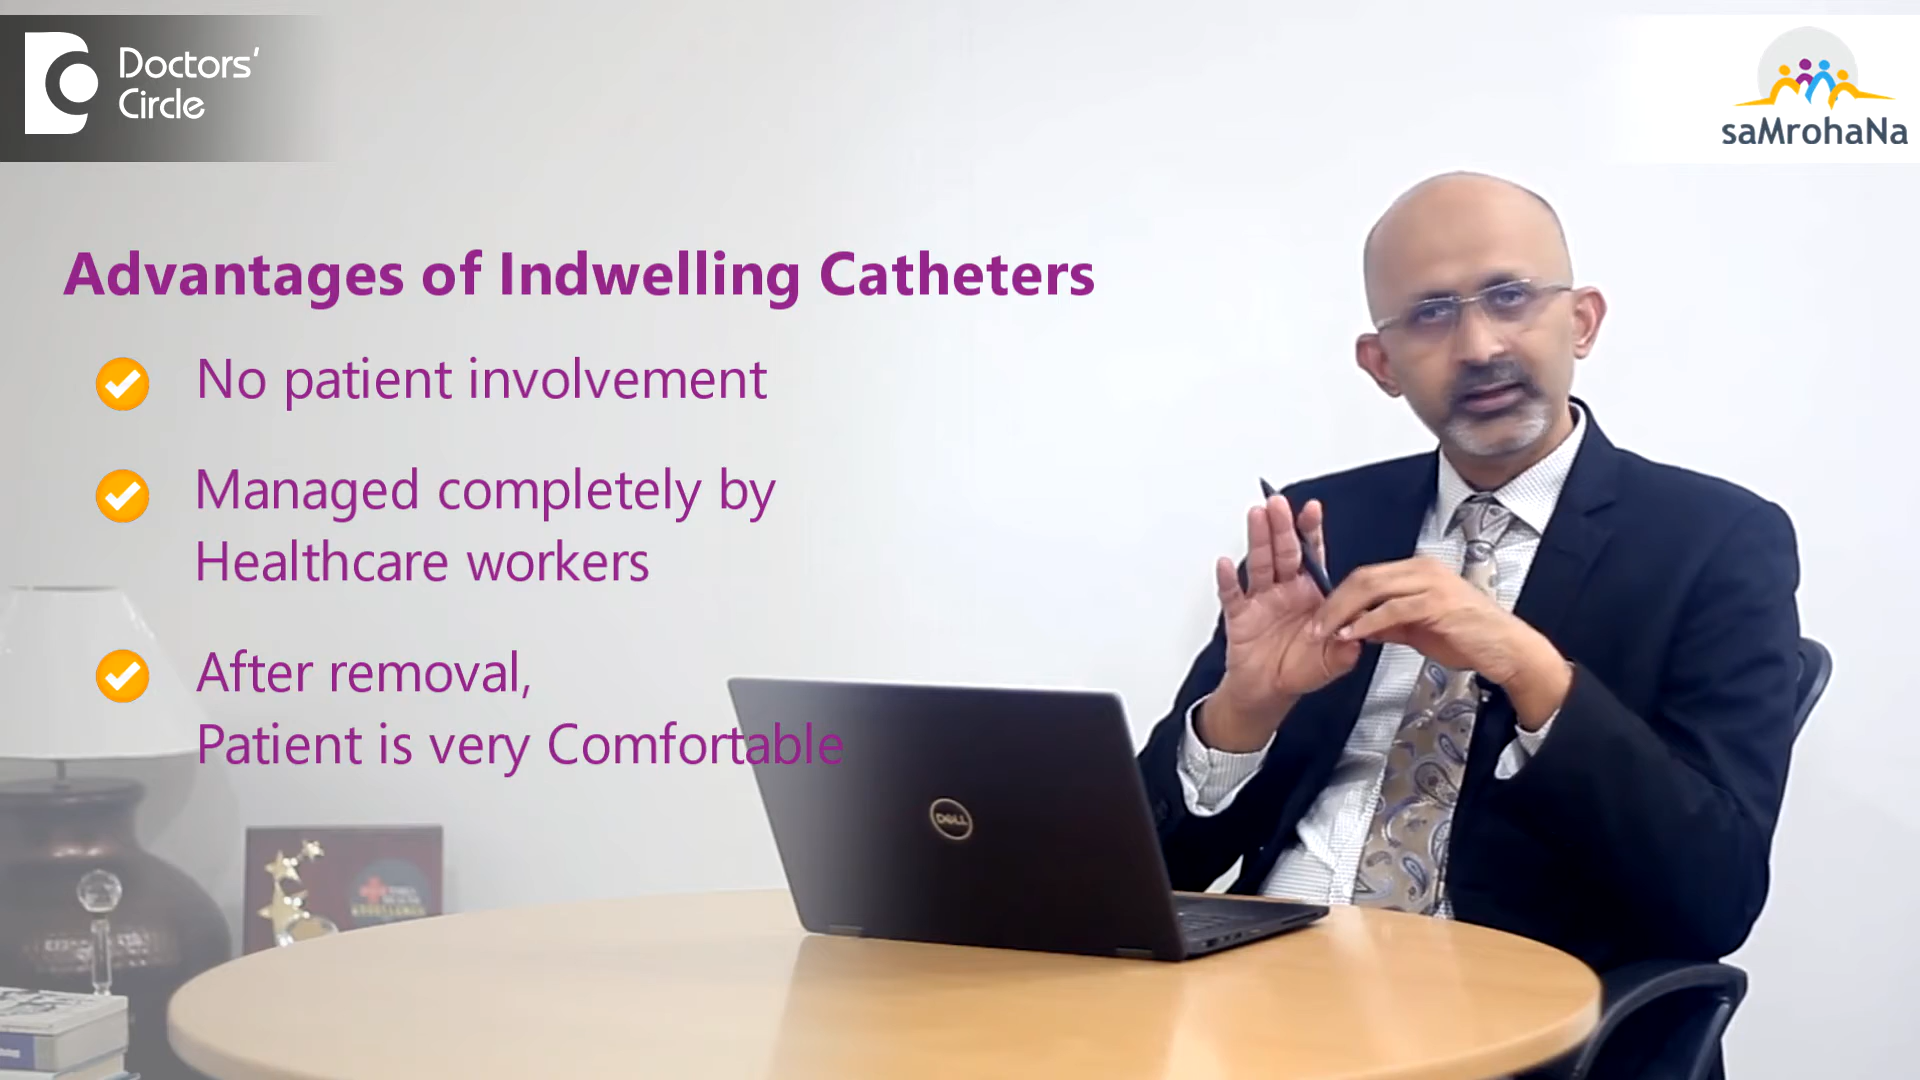 Doctors'
Circle
saMrohaNa
Advantages of Indwelling Catheters
No patient involvement
Managed completely by
Healthcare workers
After removal,
Patient is very Comfortable
DELL